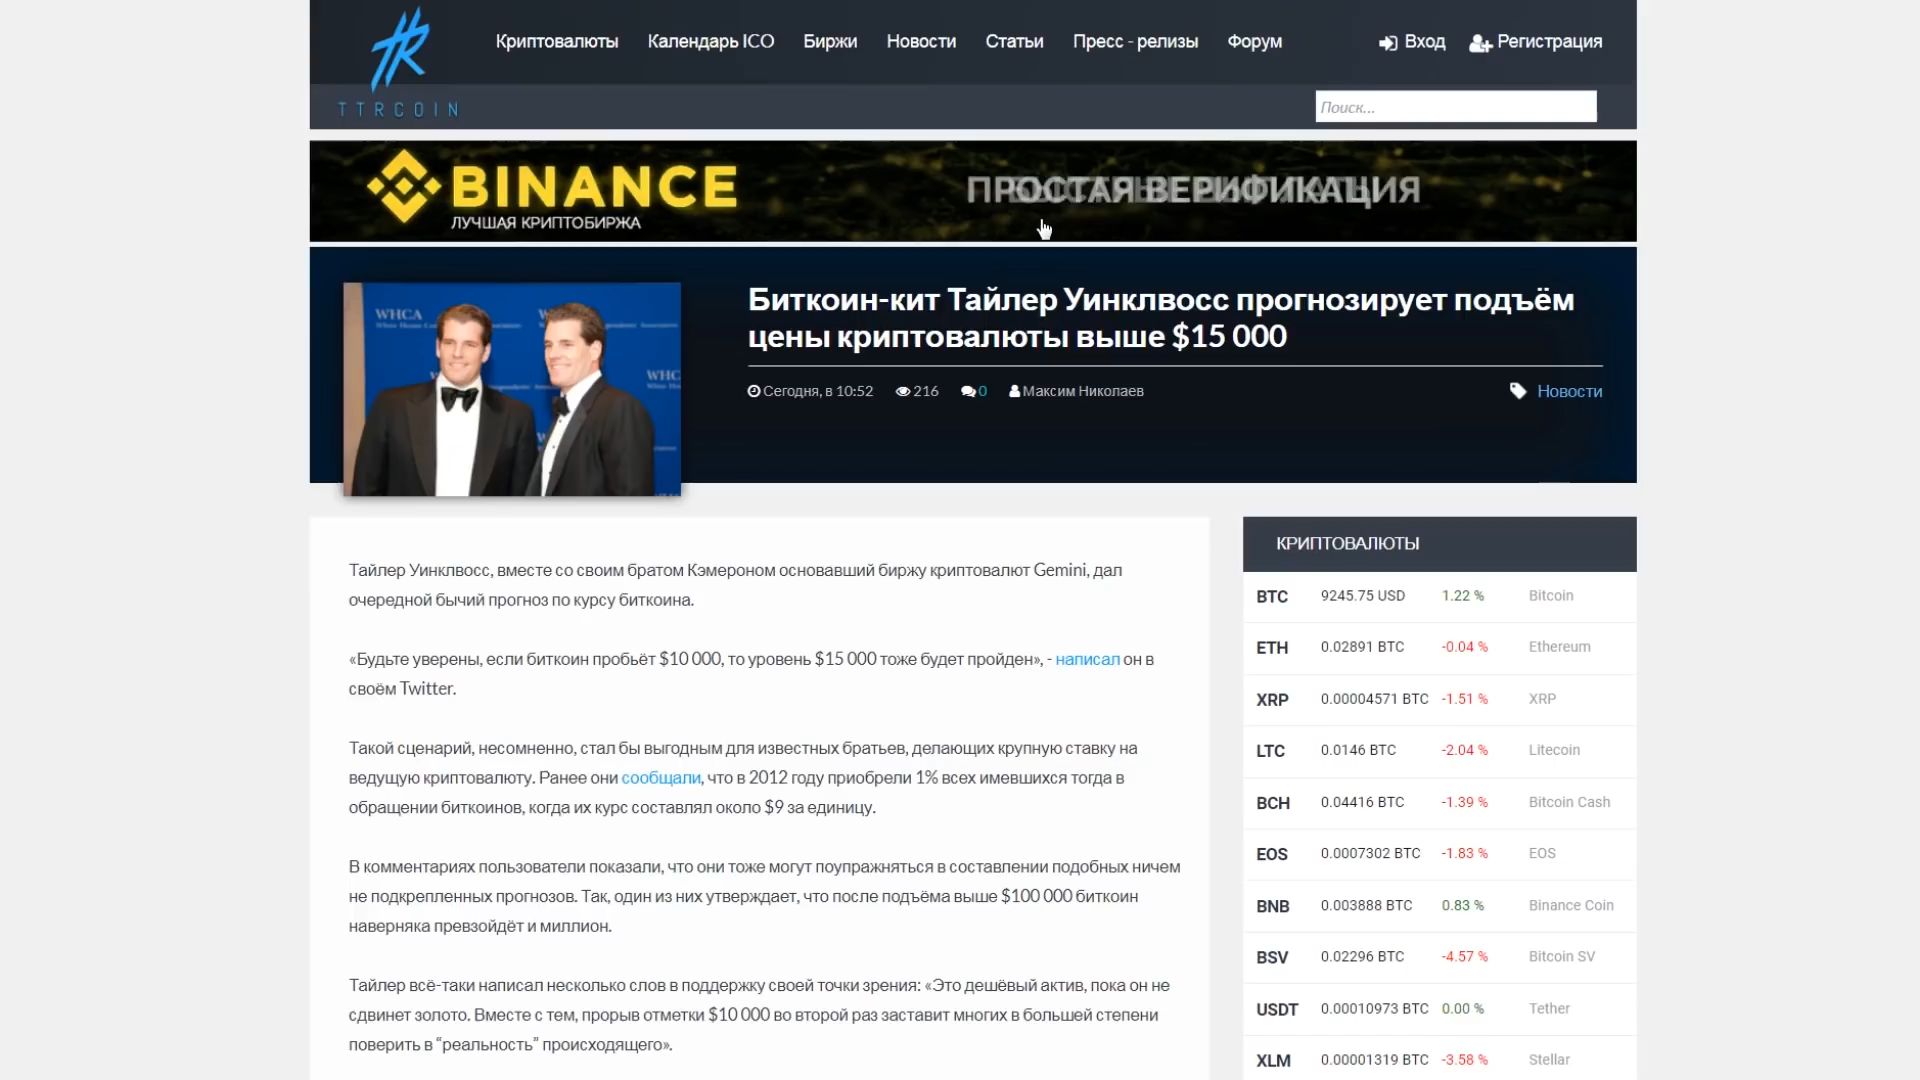 Криптовалюты Календарь ICO Биржи Новости Статьи Пресс - релизы Форум Вход Регистрация
TTRCOIN
Поиск...
BINANCE
ЛУЧШАЯ КРИПТОБИРЖА
ПРОСТАЯ ВЕРИФИКАЦИЯ
WHCA
WHC
Биткоин-кит Тайлер Уинклвосс прогнозирует подъём
цены криптовалюты выше $15 000
Сегодня, в 10:52 216 0 Максим Николаев Новости
Тайлер Уинклвосс, вместе со своим братом Кэмероном основавший биржу криптовалют Gemini, дал
очередной бычий прогноз по курсу биткоина.
«Будьте уверены, если биткоин пробьёт $10 000, то уровень $15 000 тоже будет пройден», - написал он в
своём Twitter.
Такой сценарий, несомненно, стал бы выгодным для известных братьев, делающих крупную ставку на
ведущую криптовалюту. Ранее они сообщали, что в 2012 году приобрели 1% всех имевшихся тогда в
обращении биткоинов, когда их курс составлял около $9 за единицу.
В комментариях пользователи показали, что они тоже могут поупражняться в составлении подобных ничем
не подкрепленных прогнозов. Так, один из них утверждает, что после подъёма выше $100 000 биткоин
наверняка превзойдёт и миллион.
Тайлер всё-таки написал несколько слов в поддержку своей точки зрения: «Это дешёвый актив, пока он не
сдвинет золото. Вместе с тем, прорыв отметки $10 000 во второй раз заставит многих в большей степени
поверить в “реальность” происходящего».
КРИПТОВАЛЮТЫ
BTC 9245.75 USD 1.22 % Bitcoin
ETH 0.02891 BTC -0.04 % Ethereum
XRP 0.00004571 BTC -1.51 % XRP
LTC 0.0146 BTC -2.04 % Litecoin
BCH 0.04416 BTC -1.39 % Bitcoin Cash
EOS 0.0007302 BTC -1.83 % EOS
BNB 0.003888 BTC 0.83 % Binance Coin
BSV 0.02296 BTC -4.57 % Bitcoin SV
USDT 0.00010973 BTC 0.00 % Tether
XLM 0.00001319 BTC -3.58 % Stellar